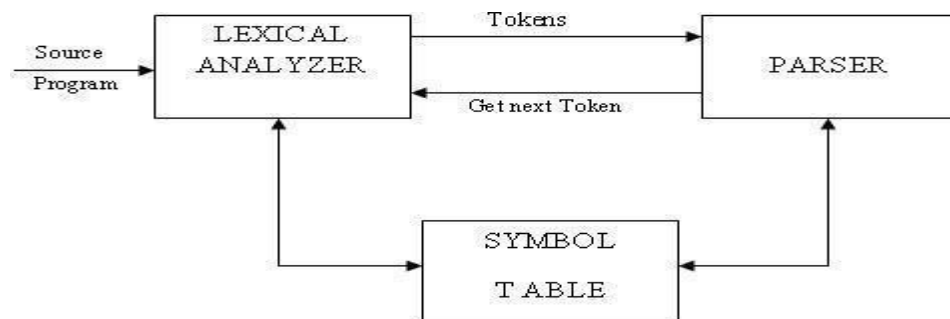 Tokens
LEXICAL
ANALYZER
Source
Program
PARSER
Get next Token
SYMBOL
TABLE